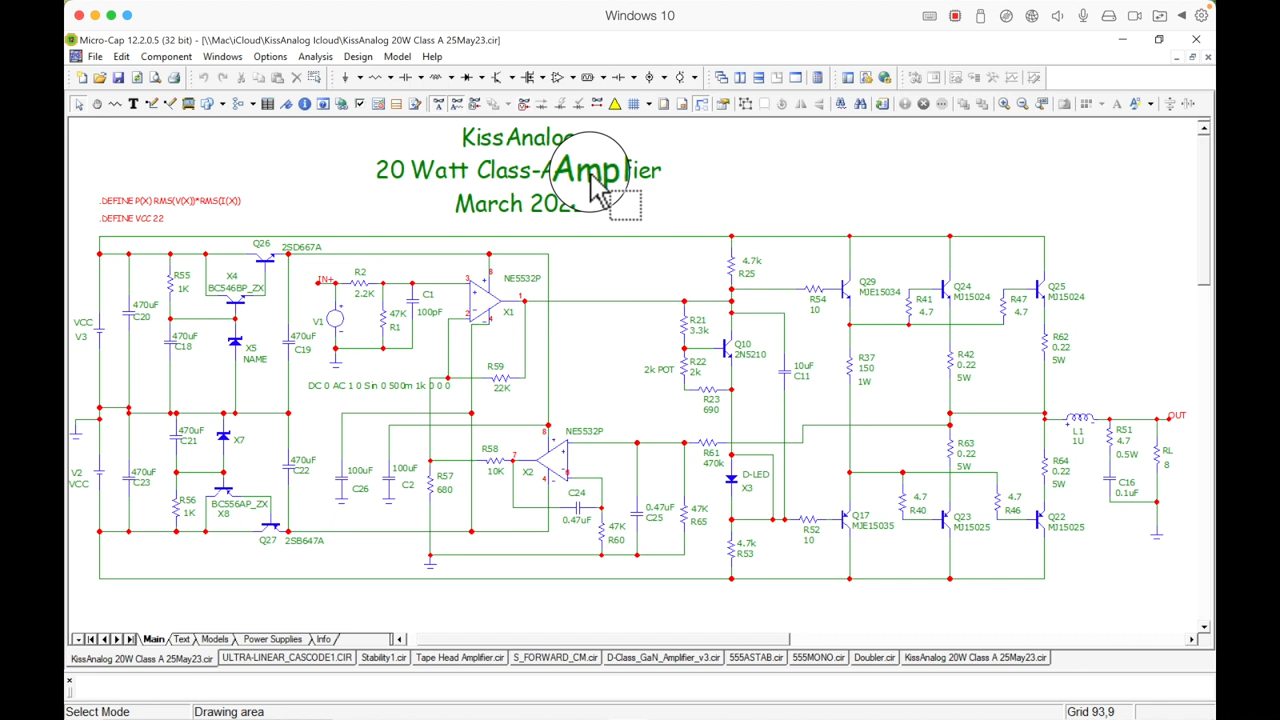 Windows 10
Micro-Cap 12.2.0.5 (32 bit) - [\\Mac\iCloud\KissAnalog Icloud\KissAnalog 20W Class A 25May23.cir]
File Edit Component Windows Options Analysis Design Model Help
KissAnalog
20 Watt Class-A Amplifier
March 202
.DEFINE P(X) RMS(V(X))*RMS(I(X))
.DEFINE VCC 22
Q26
2SD667A
R55
1K
X4
BC546BP_ZX
470uF
C20
VCC
V3
470uF
C18
X5
NAME
470uF
C19
IN+
R2
2.2K
V1
47K
R1
C1
100pF
3
2
8
4
1
NE5532P
X1
R59
22K
DC 0 AC 1 0 Sin 0 500m 1k 0 0 0
4.7k
R25
R21
3.3k
2k POT
R22
2k
R23
690
Q10
2N5210
10uF
C11
R54
10
Q29
MJE15034
R41
4.7
Q24
MJ15024
R47
4.7
Q25
MJ15024
R37
150
1W
R42
0.22
5W
R62
0.22
5W
470uF
C21
X7
V2
VCC
470uF
C23
R56
1K
BC556AP_ZX
X8
Q27
2SB647A
470uF
C22
100uF
C26
100uF
C2
R57
680
R58
10K
7
8
4
6
X2
NE5532P
C24
0.47uF
47K
R60
0.47uF
C25
47K
R65
R61
470k
D-LED
X3
4.7k
R53
R52
10
Q17
MJE15035
4.7
R40
Q23
MJ15025
4.7
R46
Q22
MJ15025
R63
0.22
5W
R64
0.22
5W
L1
1U
R51
4.7
0.5W
C16
0.1uF
OUT
RL
8
Main Text Models Power Supplies Info
KissAnalog 20W Class A 25May23.cir ULTRA-LINEAR_CASCODE1.CIR Stability1.cir Tape Head Amplifier.cir S_FORWARD_CM.cir D-Class_GaN_Amplifier_v3.cir 555ASTAB.cir 555MONO.cir Doubler.cir KissAnalog 20W Class A 25May23.cir
Select Mode Drawing area Grid 93,9